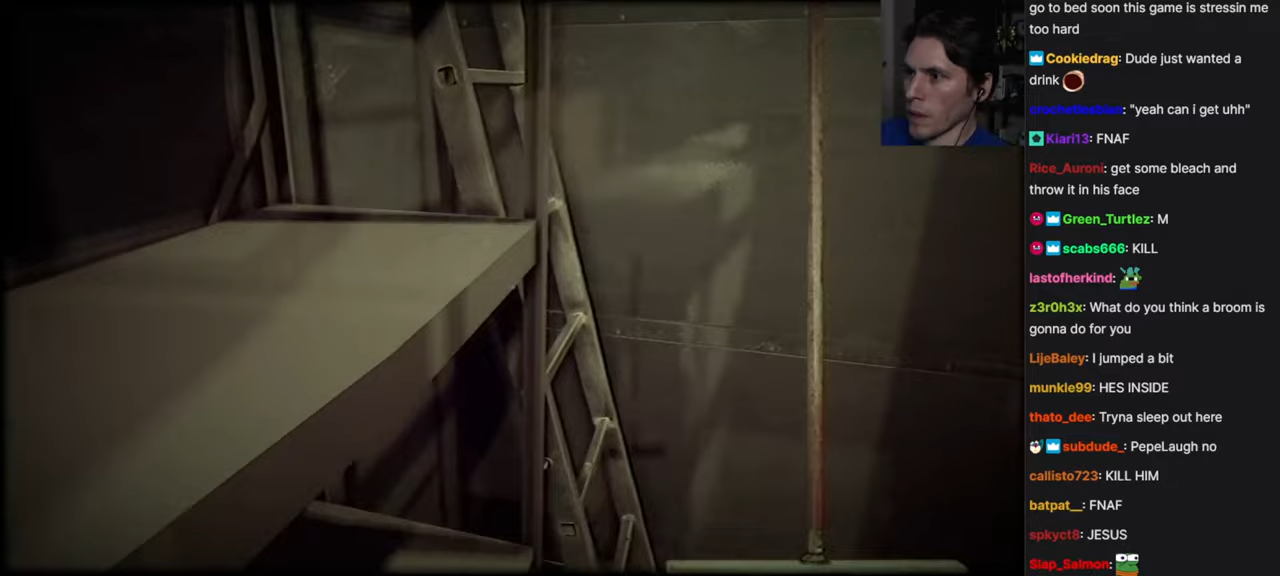 go to bed soon this game is stressin me
too hard
Cookiedrag: Dude just wanted a
drink
crochetlesbian: "yeah can i get uhh"
Kiari13: FNAF
Rice_Auroni: get some bleach and
throw it in his face
Green_Turtlez: M
scabs666: KILL
lastofherkind:
z3r0h3x: What do you think a broom is
gonna do for you
LijeBaley: I jumped a bit
munkle99: HES INSIDE
thato_dee: Tryna sleep out here
subdude_: PepeLaugh no
callisto723: KILL HIM
batpat__: FNAF
spkyct8: JESUS
Slap_Salmon: